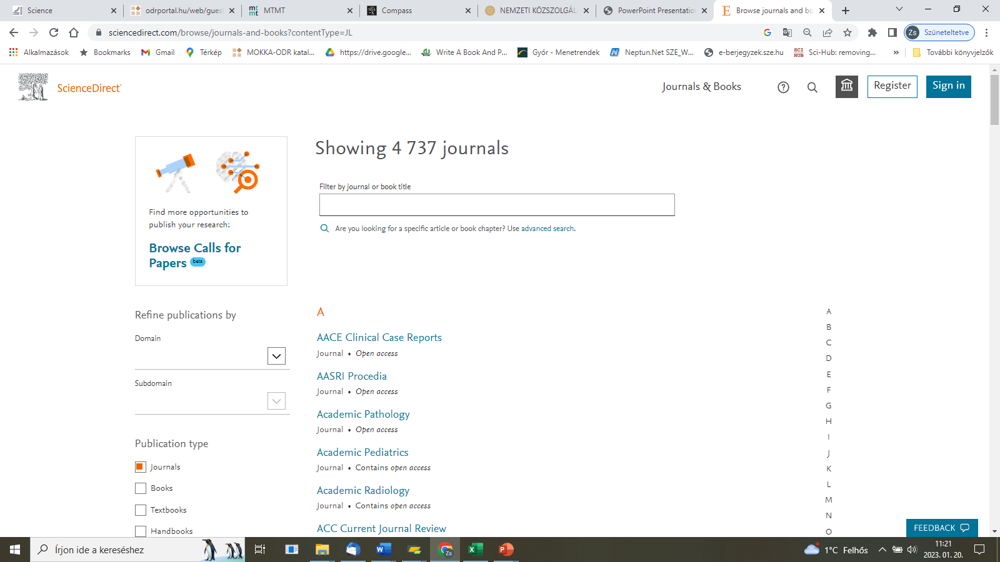 Science
odrportal.hu/web/gues
MTMT
Compass
NEMZETI KÖZSZOLGÁL
PowerPoint Presentation
Browse journals and bo
sciencedirect.com/browse/journals-and-books?contentType=JL
Zs Szüneteltetve
Alkalmazások
Bookmarks
Gmail
Térkép
MOKKA-ODR katal...
https://drive.google...
Write A Book And P...
Győr - Menetrendek
Neptun.Net SZE_W...
e-berjegyzek.sze.hu
SCI HUB Sci-Hub: removing...
»
További könyvjelzők
ScienceDirect
Journals & Books
Register
Sign in
Find more opportunities to
publish your research:
Browse Calls for
Papers beta
Showing 4 737 journals
Filter by journal or book title
Are you looking for a specific article or book chapter? Use advanced search.
Refine publications by
Domain
Subdomain
Publication type
Journals
Books
Textbooks
Handbooks
A
AACE Clinical Case Reports
Journal • Open access
AASRI Procedia
Journal • Open access
Academic Pathology
Journal • Open access
Academic Pediatrics
Journal • Contains open access
Academic Radiology
Journal • Contains open access
ACC Current Journal Review
A
B
C
D
E
F
G
H
I
J
K
L
M
N
O
FEEDBACK
Írjon ide a kereséshez
1°C Felhős
11:21
2023. 01. 20.